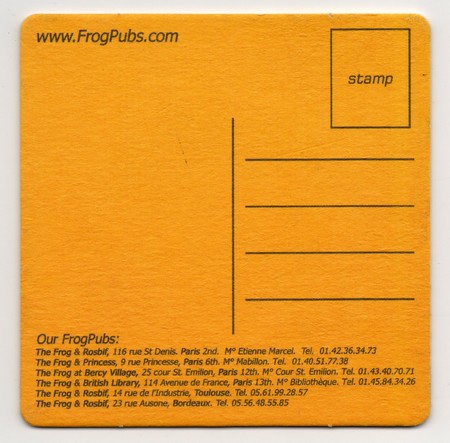 www.FrogPubs.com
stamp
Our FrogPubs:
The Frog & Rosbif, 116 rue St Denis. Paris 2nd. M° Etienne Marcel. Tel. 01.42.36.34.73
The Frog & Princess, 9 rue Princesse, Paris 6th. M° Mabillon. Tel. 01.40.51.77.38
The Frog at Bercy Village, 25 cour St. Emilion, Paris 12th. M° Cour St. Emilion. Tel. 01.43.40.70.71
The Frog & British Library, 114 Avenue de France, Paris 13th. M° Bibliothèque. Tel. 01.45.84.34.26
The Frog & Rosbif, 14 rue de l'Industrie, Toulouse. Tel. 05.61.99.28.57
The Frog & Rosbif, 23 rue Ausone, Bordeaux. Tel. 05.56.48.55.85